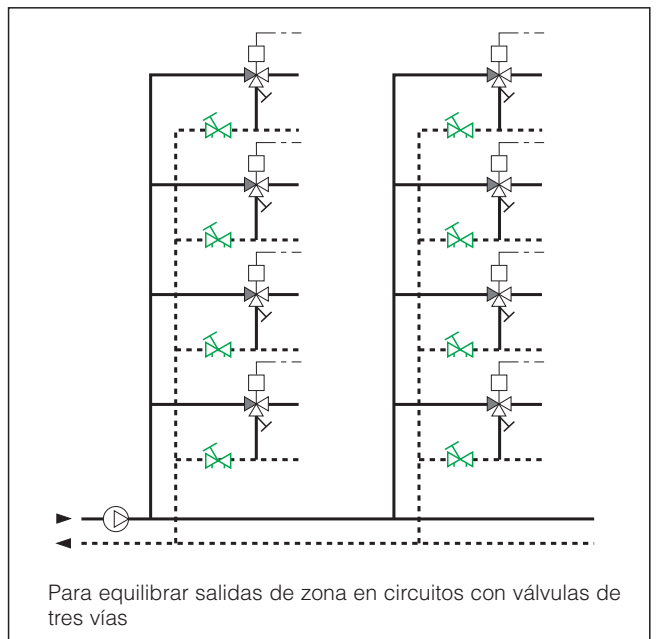 Para equilibrar salidas de zona en circuitos con válvulas de
tres vías